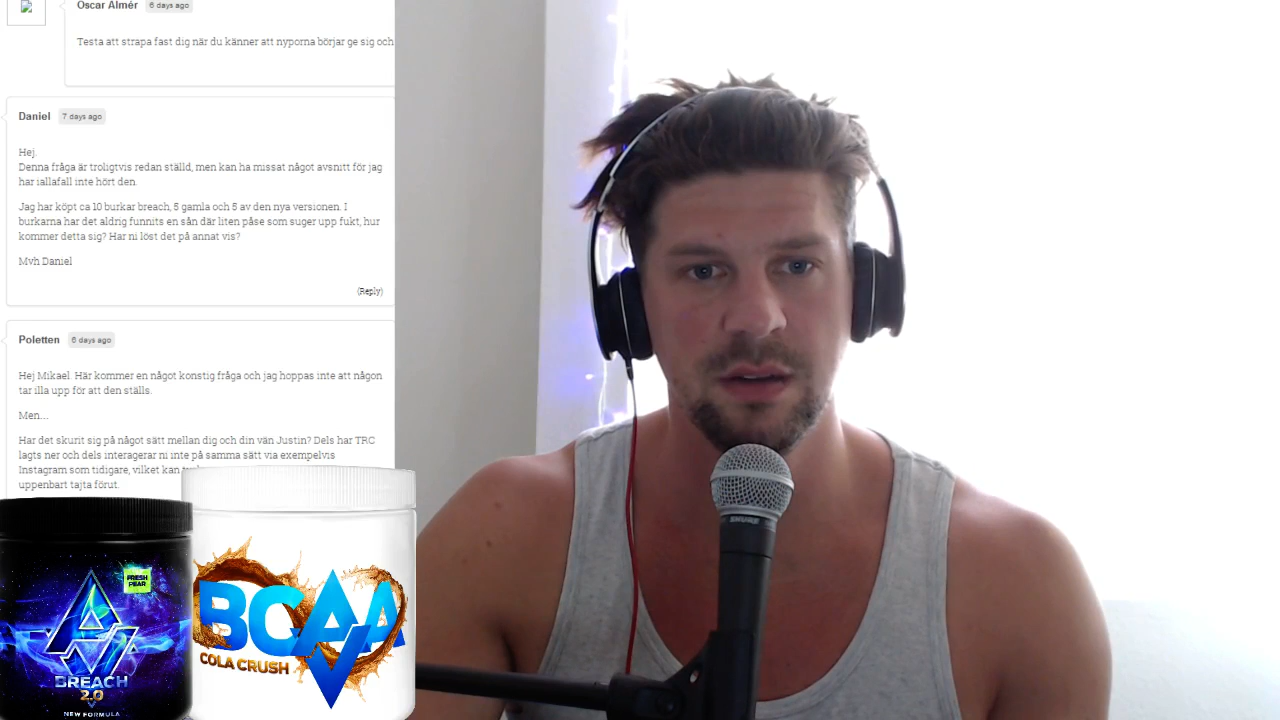 Oscar Almér 6 days ago
Testa att strapa fast dig när du känner att nyporna börjar ge sig och
Daniel 7 days ago
Hej.
Denna fråga är troligtvis redan ställd, men kan ha missat något avsnitt för jag
har iallafall inte hört den.
Jag har köpt ca 10 burkar breach, 5 gamla och 5 av den nya versionen. I
burkarna har det aldrig funnits en sån där liten påse som suger upp fukt, hur
kommer detta sig? Har ni löst det på annat vis?
Mvh Daniel
(Reply)
Poletten 6 days ago
Hej Mikael. Här kommer en något konstig fråga och jag hoppas inte att någon
tar illa upp för att den ställs.
Men...
Har det skurit sig på något sätt mellan dig och din vän Justin? Dels har TRC
lagts ner och dels interagerar ni inte på samma sätt via exempelvis
Instagram som tidigare, vilket kan
uppenbart tajta förut.
FRESH
PEAR
BREACH
2.0
NEW FORMULA
BCAA
COLA CRUSH
SHURE